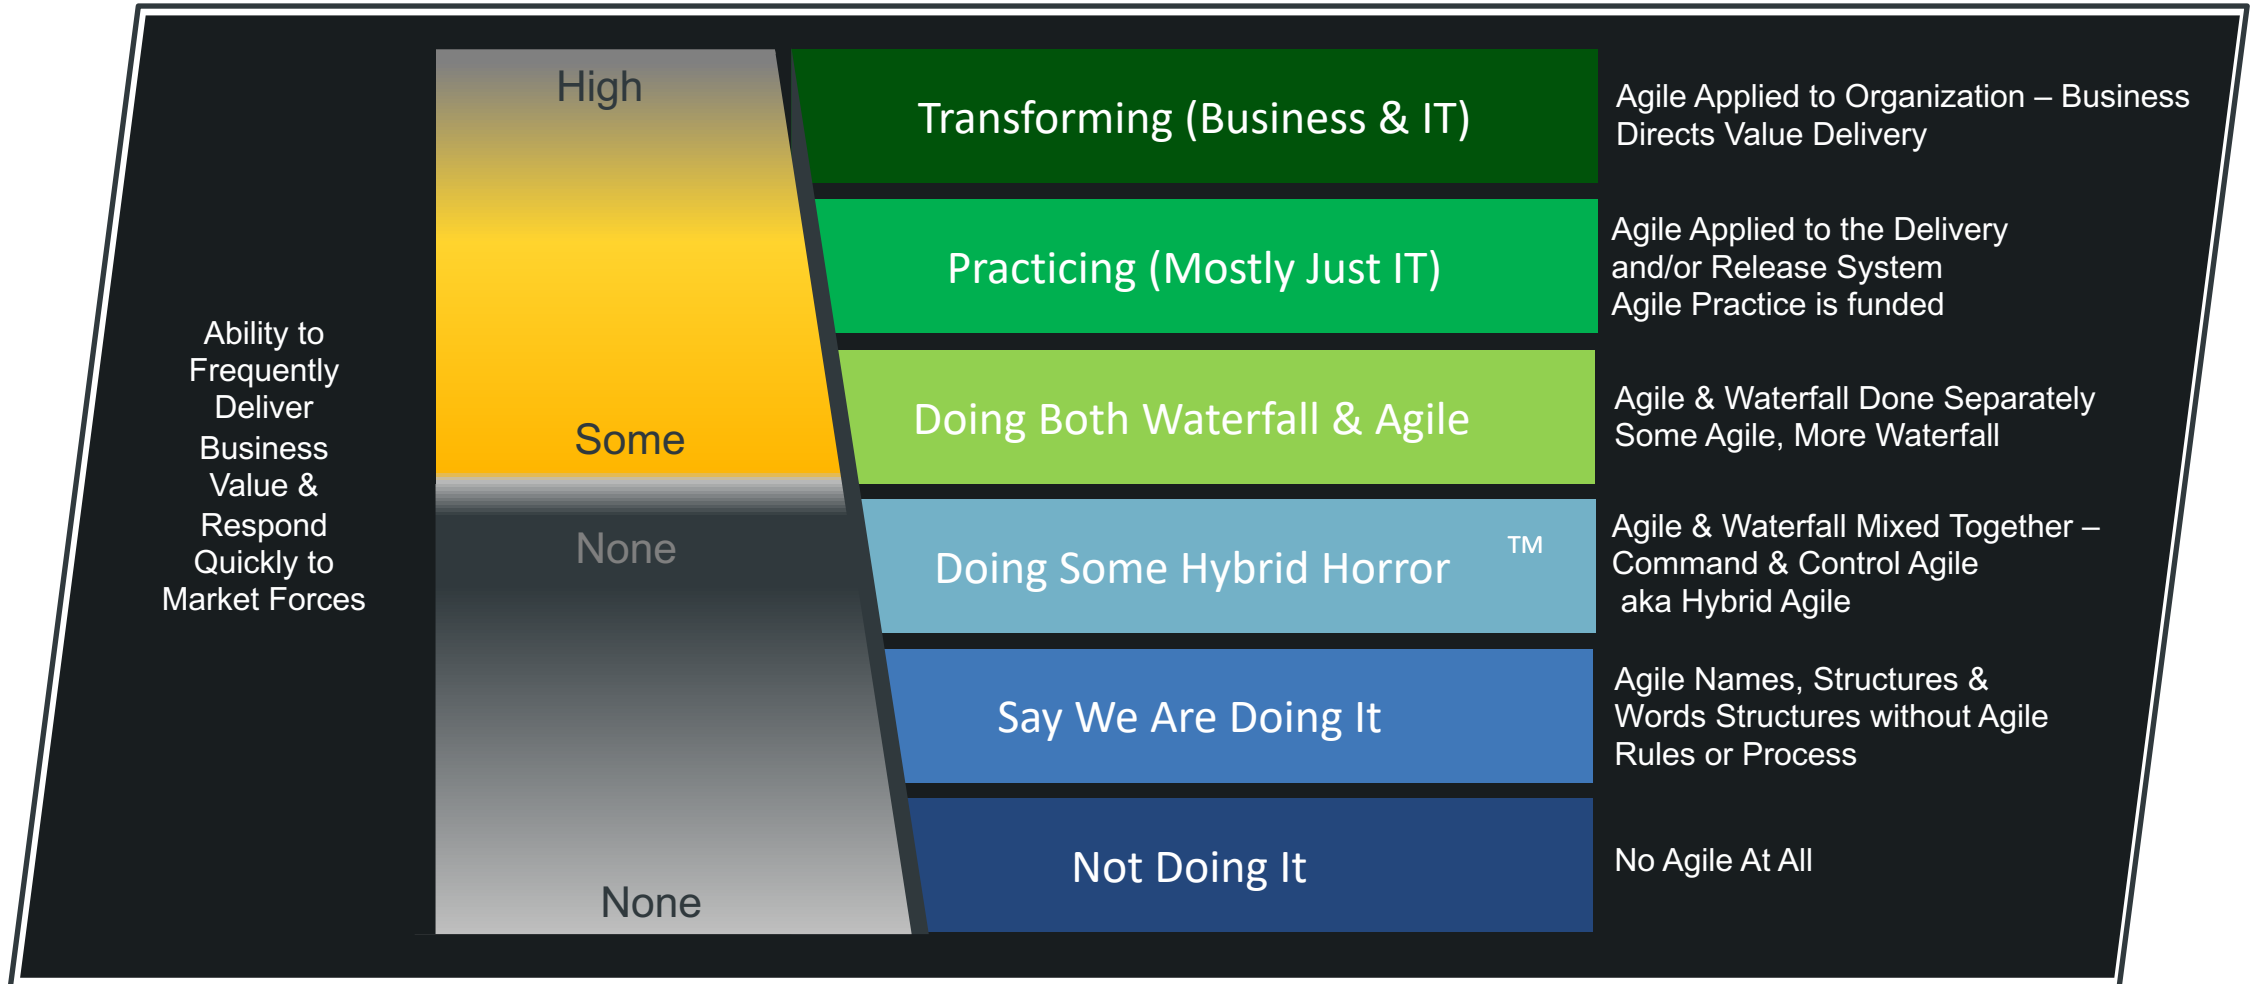 Ability to
Frequently
Deliver
Business
Value &
Respond
Quickly to
Market Forces
High
Some
None
None
Transforming (Business & IT)
Agile Applied to Organization – Business
Directs Value Delivery
Practicing (Mostly Just IT)
Agile Applied to the Delivery
and/or Release System
Agile Practice is funded
Doing Both Waterfall & Agile
Agile & Waterfall Done Separately
Some Agile, More Waterfall
Doing Some Hybrid Horror ™
Agile & Waterfall Mixed Together –
Command & Control Agile
aka Hybrid Agile
Say We Are Doing It
Agile Names, Structures &
Words Structures without Agile
Rules or Process
Not Doing It
No Agile At All